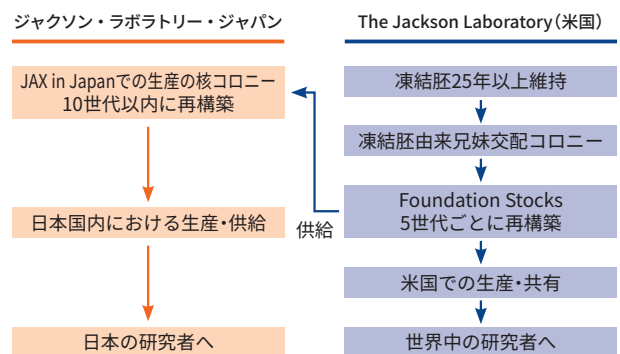 ジャクソン・ラボラトリー・ジャパン
JAX in Japanでの生産の核コロニー
10世代以内に再構築
日本国内における生産・供給
日本の研究者へ
供給
The Jackson Laboratory（米国）
凍結胚25年以上維持
凍結胚由来兄妹交配コロニー
Foundation Stocks
5世代ごとに再構築
米国での生産・共有
世界中の研究者へ